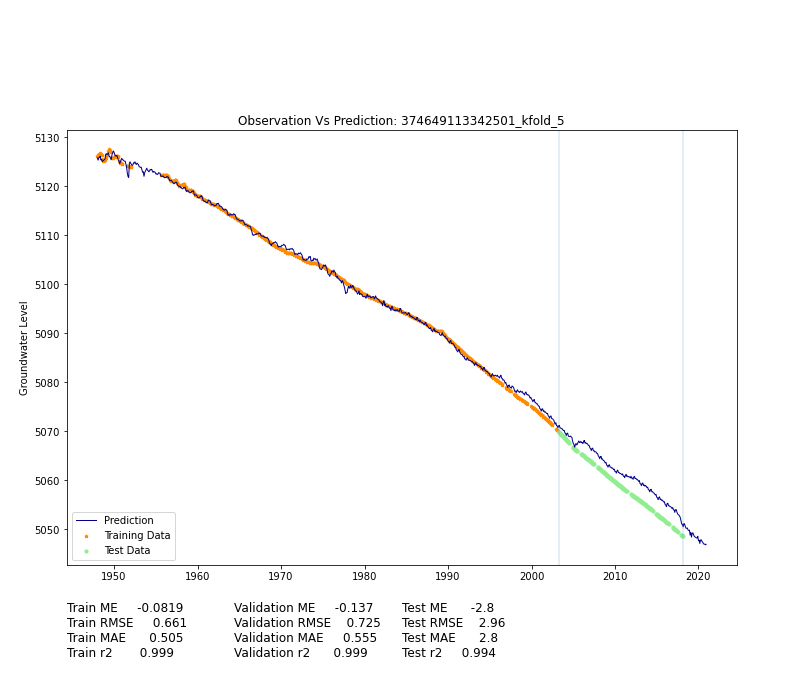 Observation Vs Prediction: 374649113342501_kfold_5
5130
5120
5110
5100
5090
5080
5070
5060
5050
Groundwater Level
Prediction
Training Data
Test Data
1950 1960 1970 1980 1990 2000 2010 2020
Train ME -0.0819 Validation ME -0.137 Test ME -2.8
Train RMSE 0.661 Validation RMSE 0.725 Test RMSE 2.96
Train MAE 0.505 Validation MAE 0.555 Test MAE 2.8
Train r2 0.999 Validation r2 0.999 Test r2 0.994